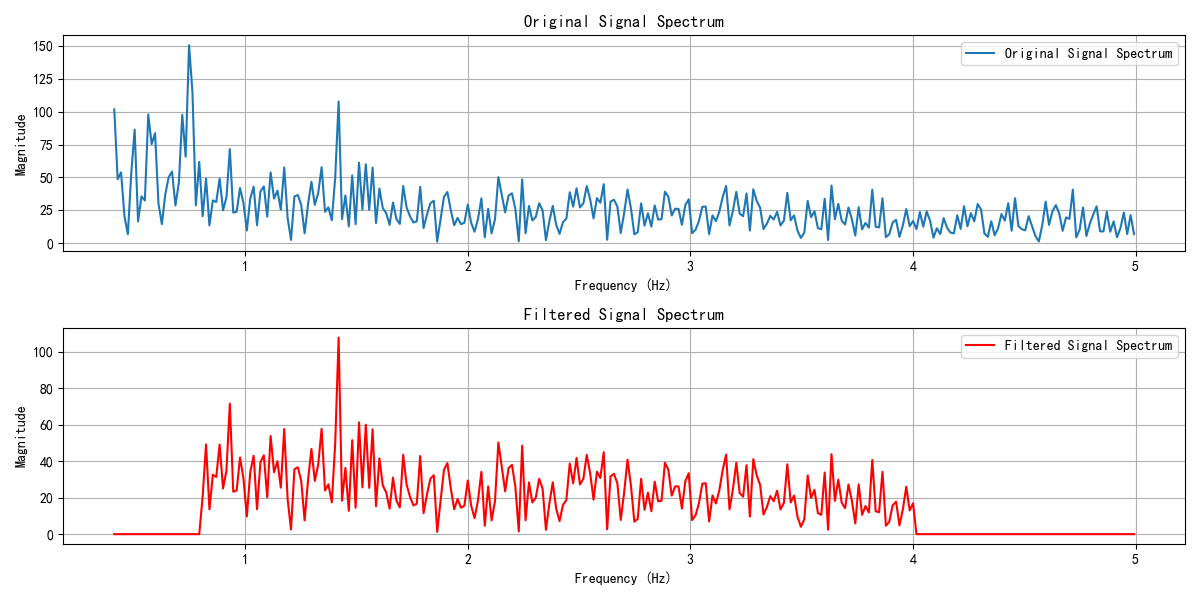 Original Signal Spectrum
150
125
100
75
50
25
0
Magnitude
Original Signal Spectrum
1 2 3 4 5
Frequency (Hz)
Filtered Signal Spectrum
100
80
60
40
20
0
Magnitude
Filtered Signal Spectrum
1 2 3 4 5
Frequency (Hz)